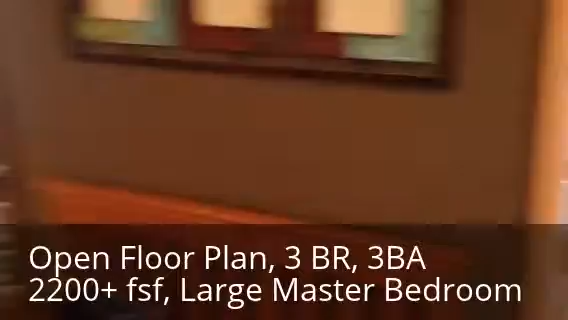 Open Floor Plan, 3 BR, 3BA
2200+ fsf, Large Master Bedroom